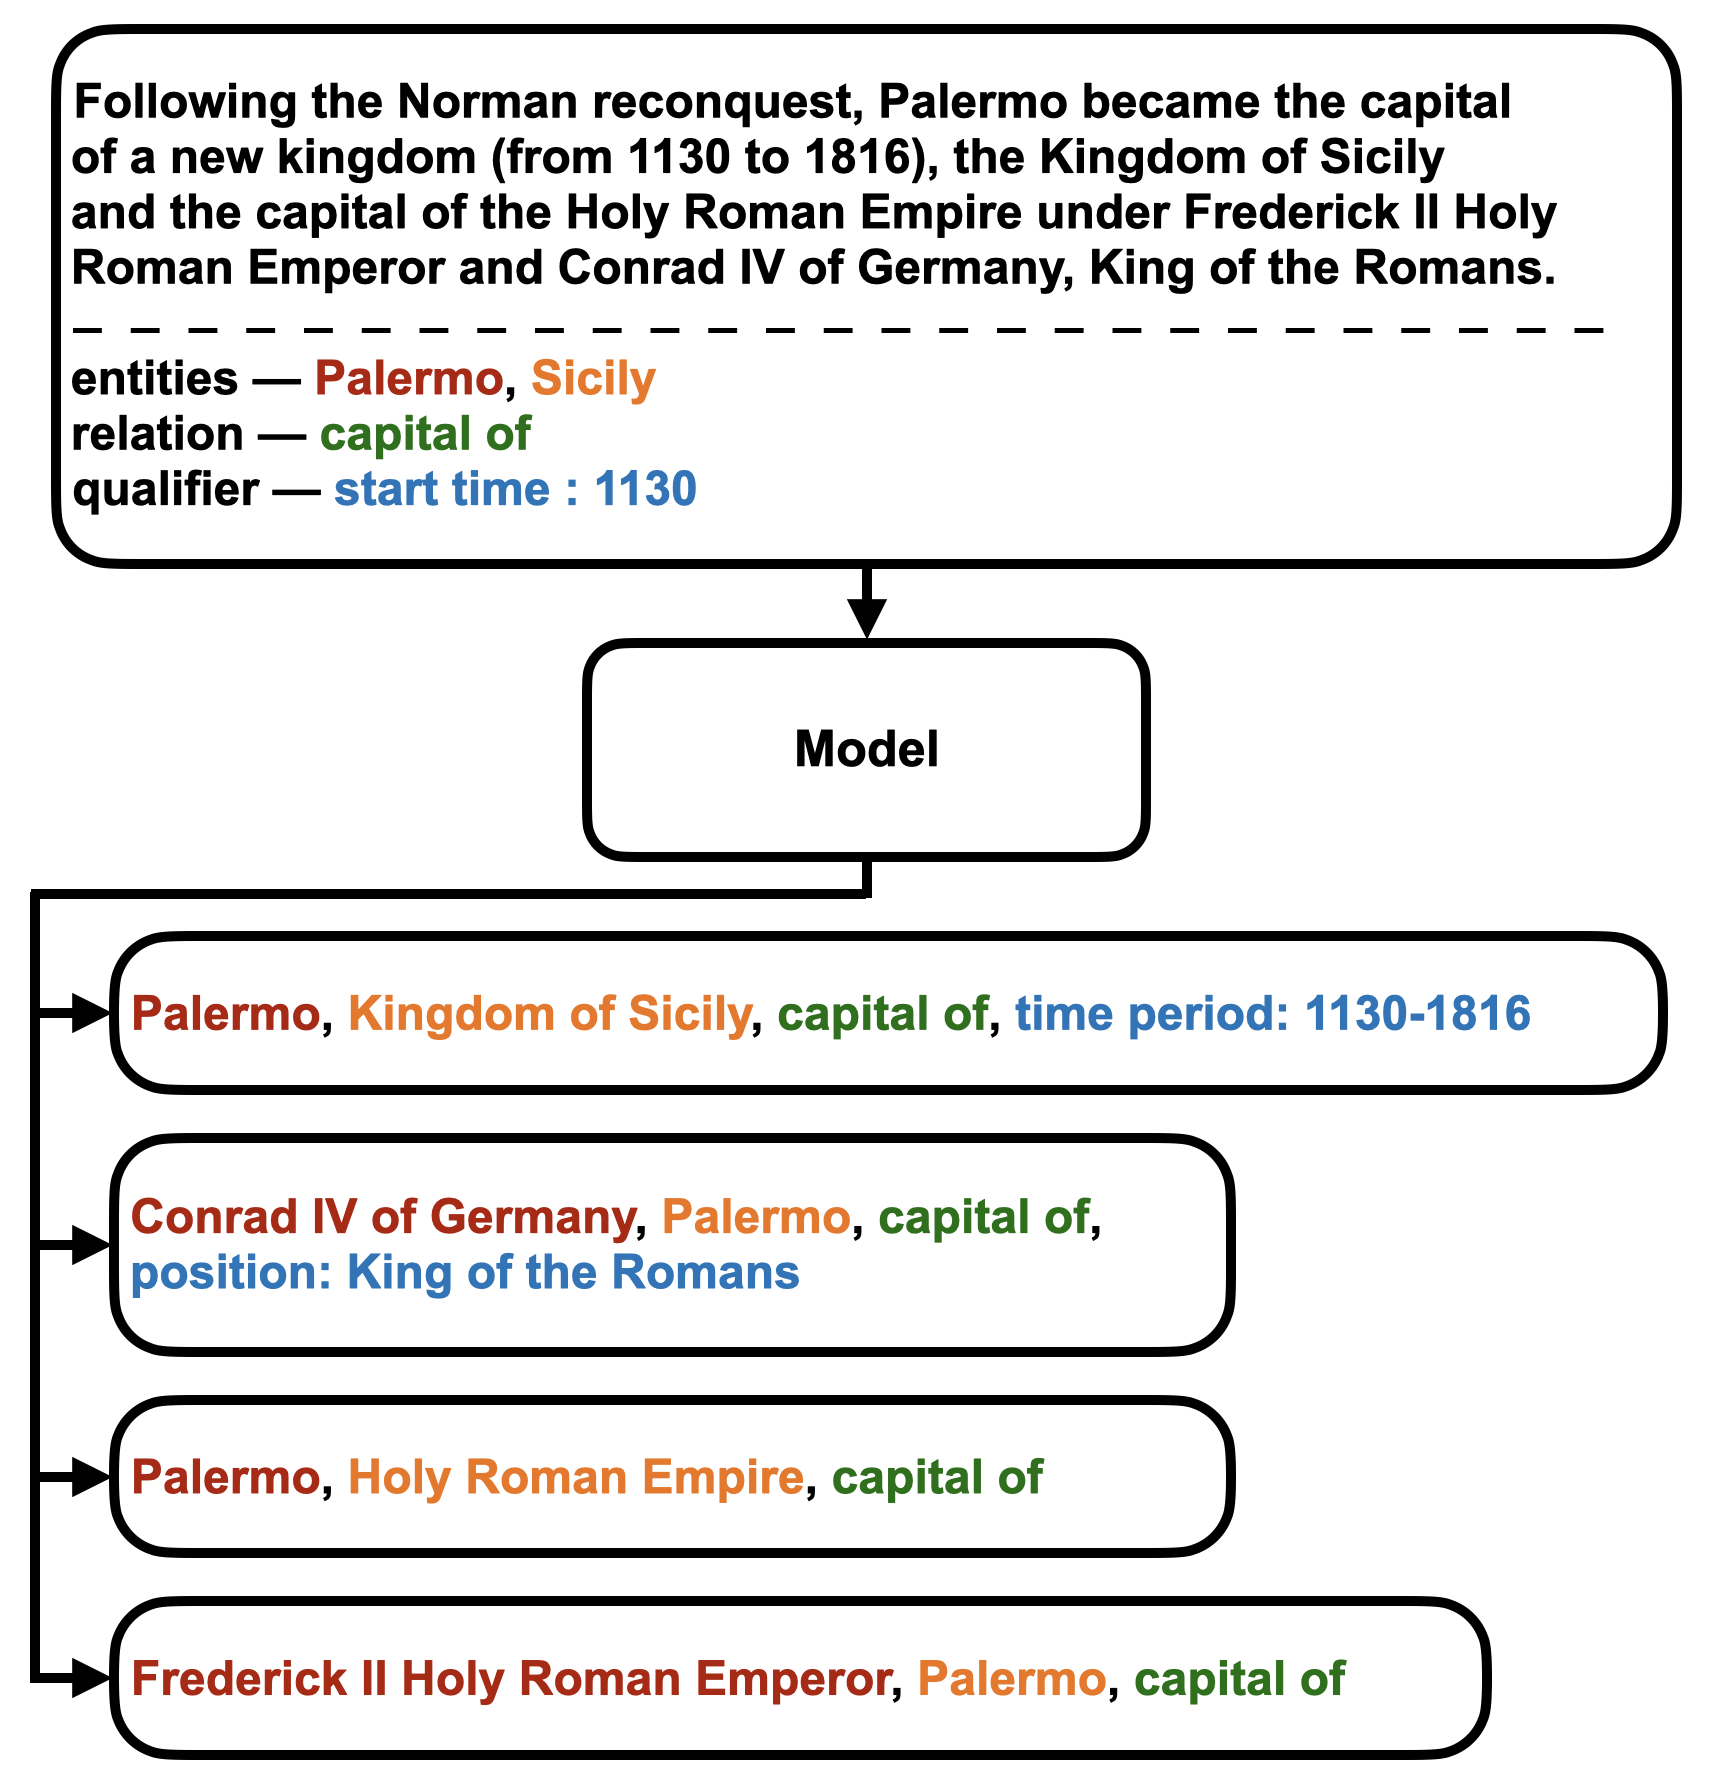 Following the Norman reconquest, Palermo became the capital
of a new kingdom (from 1130 to 1816), the Kingdom of Sicily
and the capital of the Holy Roman Empire under Frederick II Holy
Roman Emperor and Conrad IV of Germany, King of the Romans.
entities — Palermo, Sicily
relation — capital of
qualifier — start time : 1130
Model
Palermo, Kingdom of Sicily, capital of, time period: 1130-1816
Conrad IV of Germany, Palermo, capital of,
position: King of the Romans
Palermo, Holy Roman Empire, capital of
Frederick II Holy Roman Emperor, Palermo, capital of